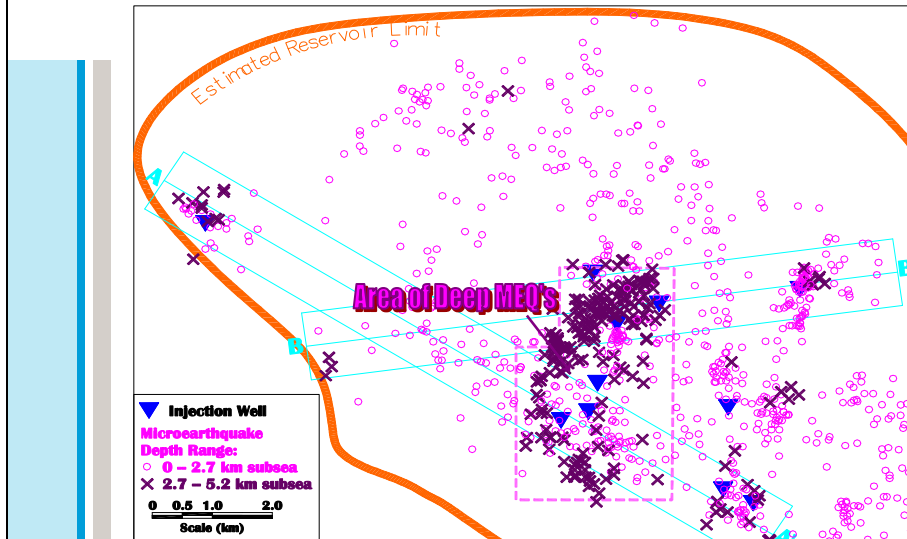 Estimated Reservoir Limit
A
B
Area of Deep MEQ's
B
Injection Well
Microearthquake
Depth Range:
0 – 2.7 km subsea
2.7 – 5.2 km subsea
0 0.5 1.0 2.0
Scale (km)